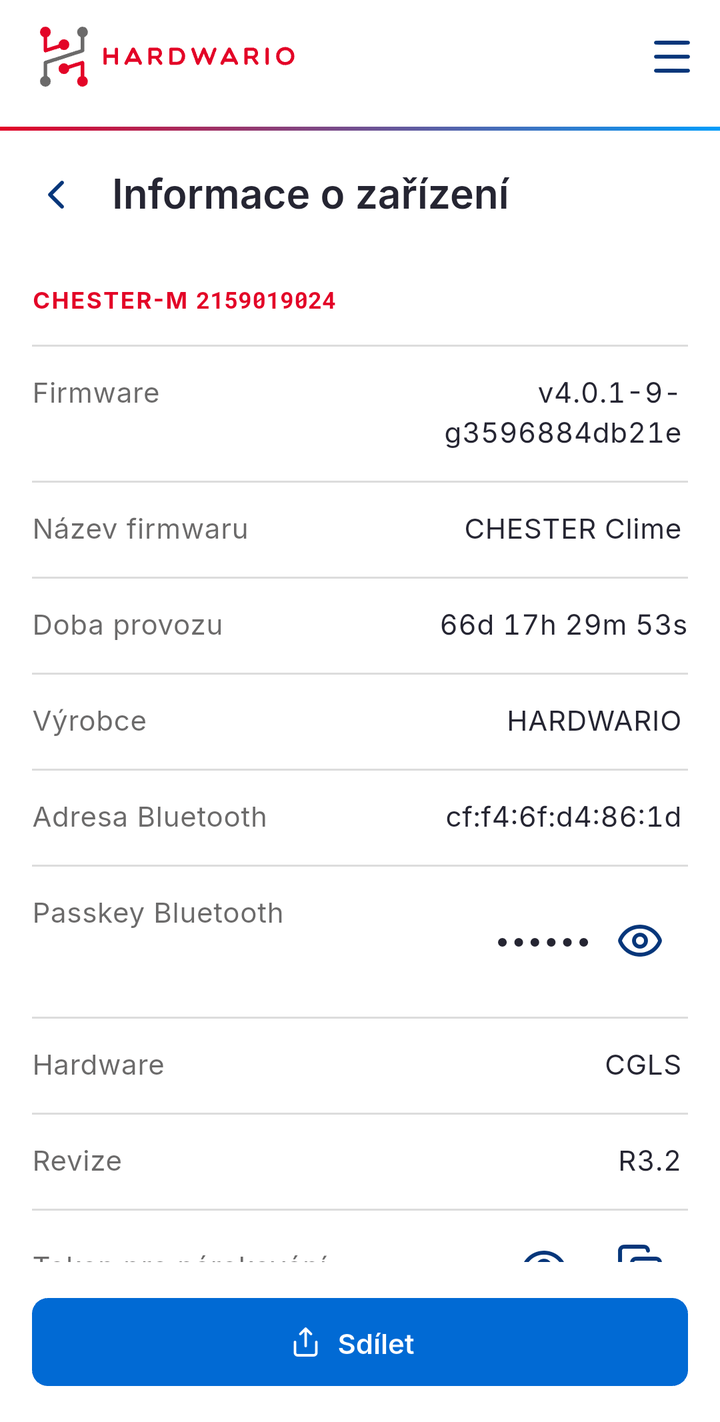 HARDWARIO
Informace o zařízení
CHESTER-M 2159019024
Firmware
v4.0.1-9-
g3596884db21e
Název firmwaru
CHESTER Clime
Doba provozu
66d 17h 29m 53s
Výrobce
HARDWARIO
Adresa Bluetooth
cf:f4:6f:d4:86:1d
Passkey Bluetooth
••••••
Hardware
CGLS
Revize
R3.2
Sdílet